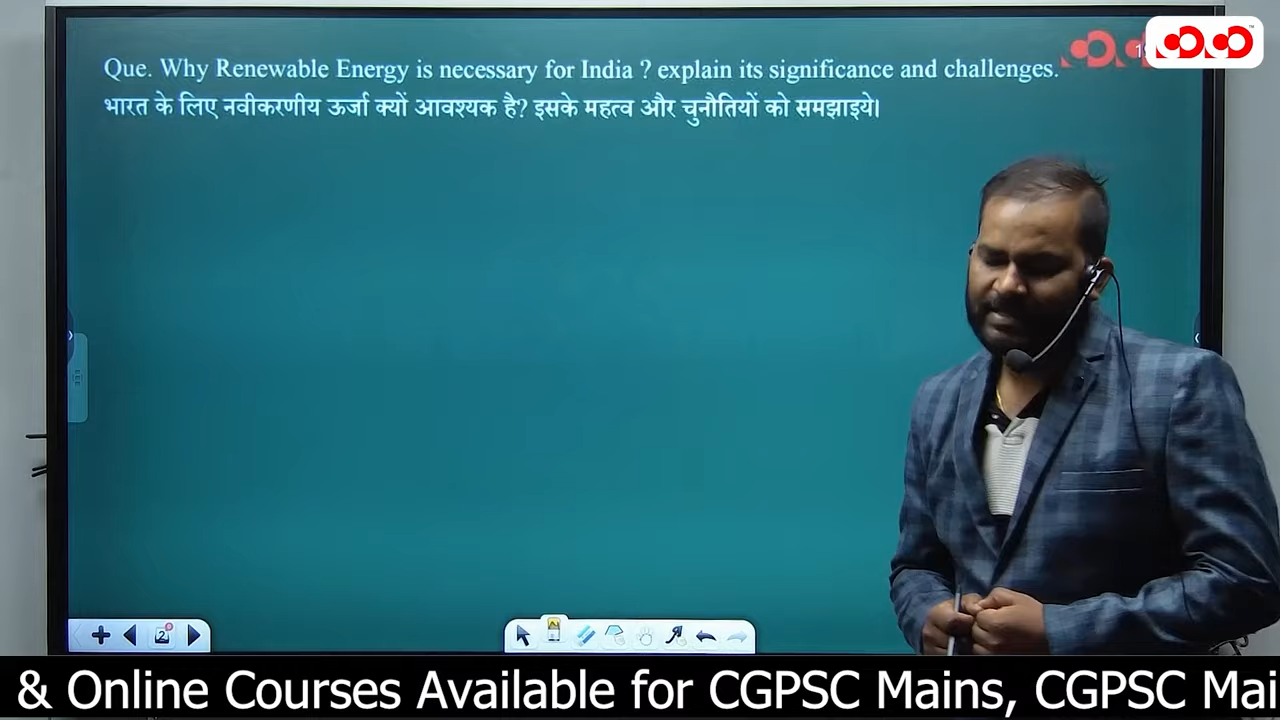 Que. Why Renewable Energy is necessary for India ? explain its significance and challenges.
भारत के लिए नवीकरणीय ऊर्जा क्यों आवश्यक है? इसके महत्व और चुनौतियों को समझाइये।
2
& Online Courses Available for CGPSC Mains, CGPSC Mai